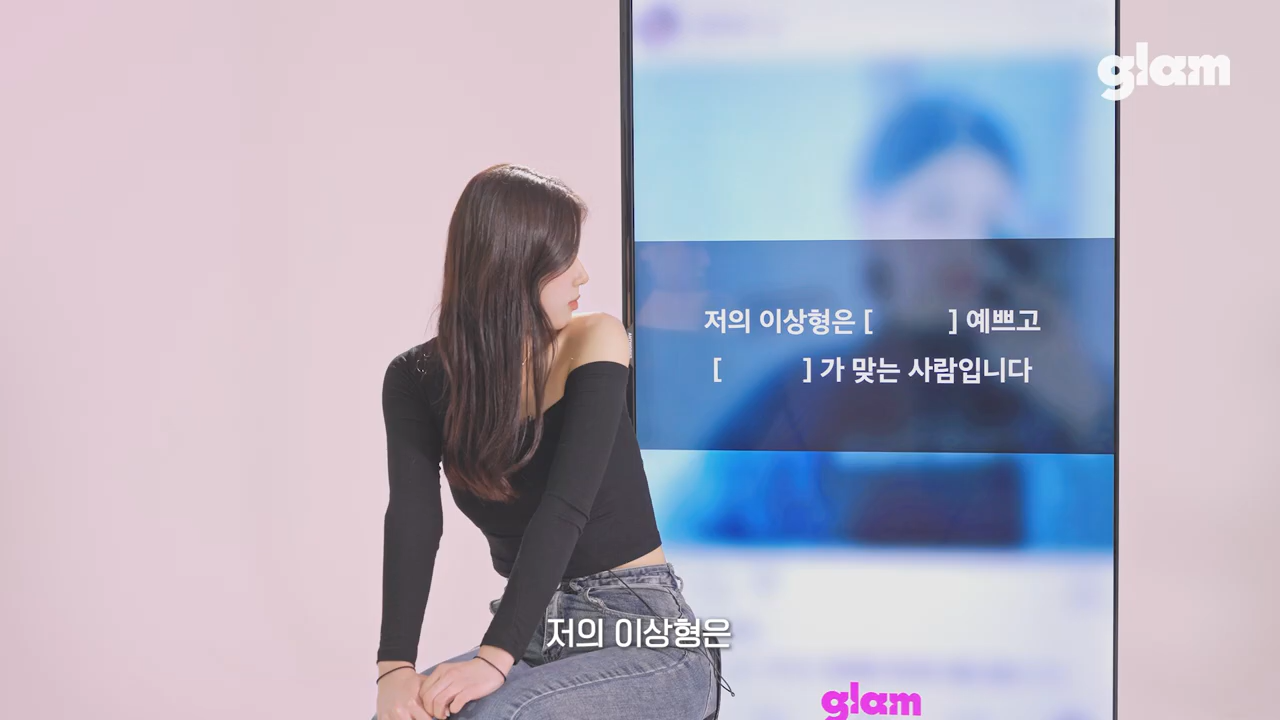 glam
저의 이상형은 [ ] 예쁘고
[ ] 가 맞는 사람입니다
저의 이상형은
glam